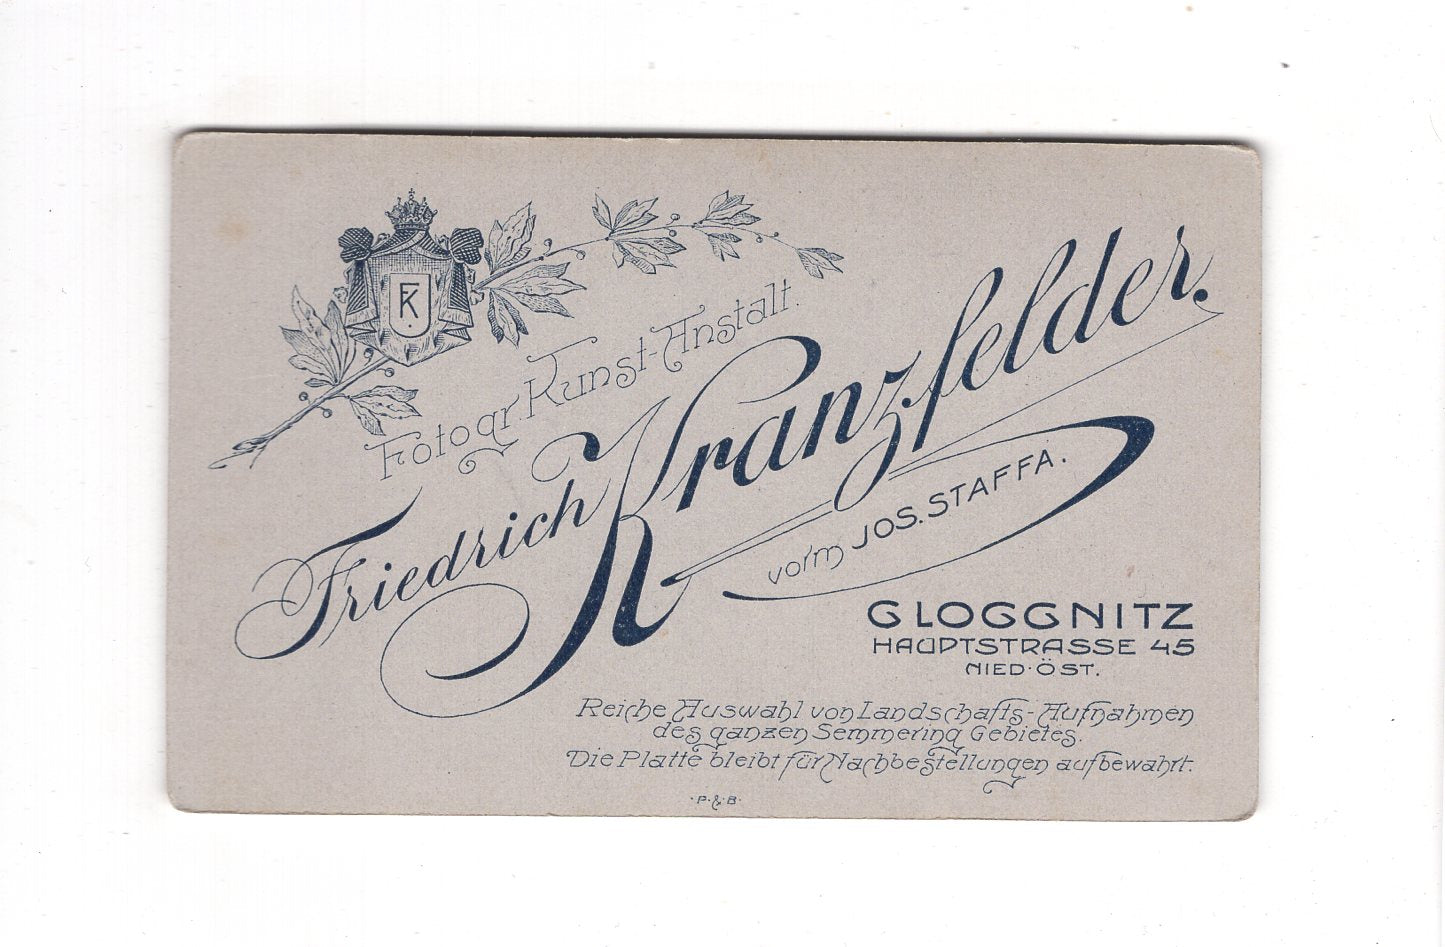 FK
Fotogr. Kunst-Anstalt.
Friedrich Kranzfelder.
vorm JOS. STAFFA.
GLOGGNITZ
HAUPTSTRASSE 45
NIED·ÖST.
Reiche Auswahl von Landschafts-Aufnahmen
des ganzen Semmering Gebietes.
Die Platte bleibt für Nachbestellungen aufbewahrt.
·P·&·B·